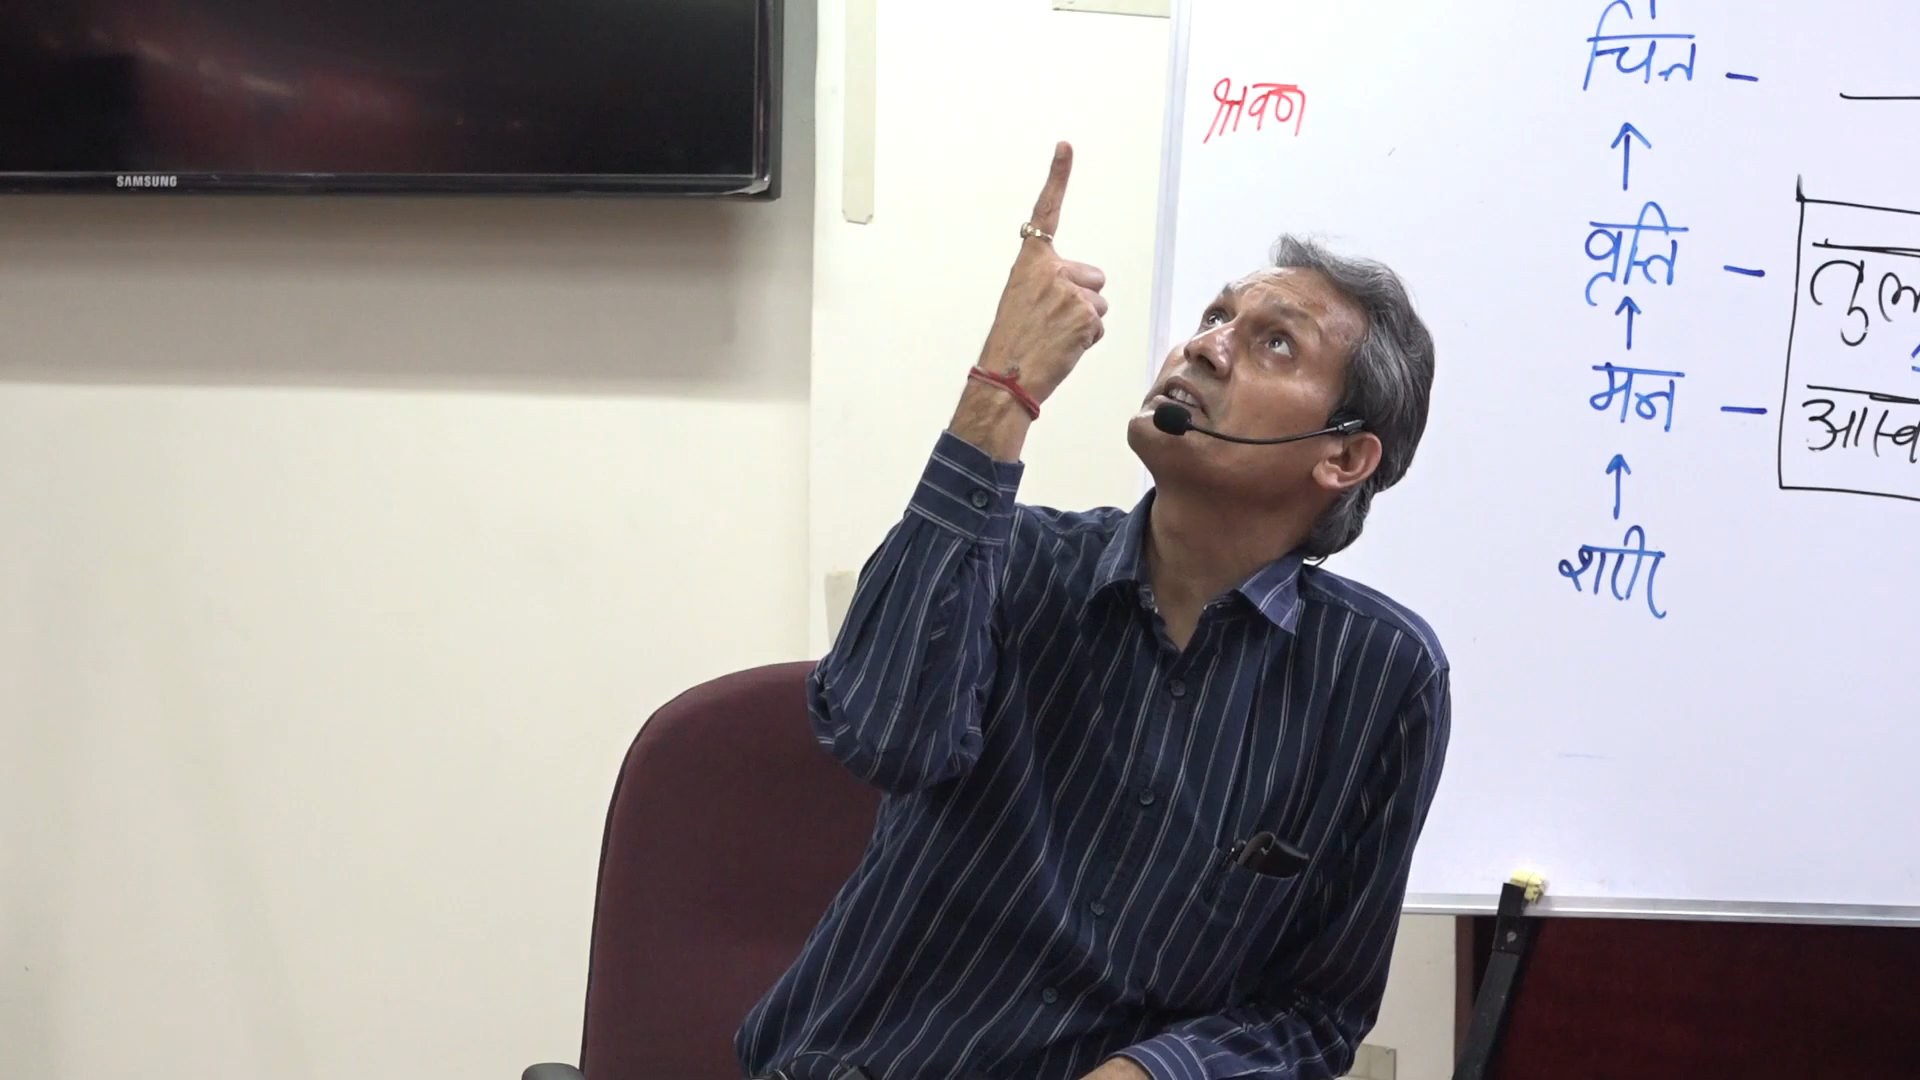 SAMSUNG
श्रवण
चित्त -
↑
वृत्ति -
↑
मन -
↑
शरीर